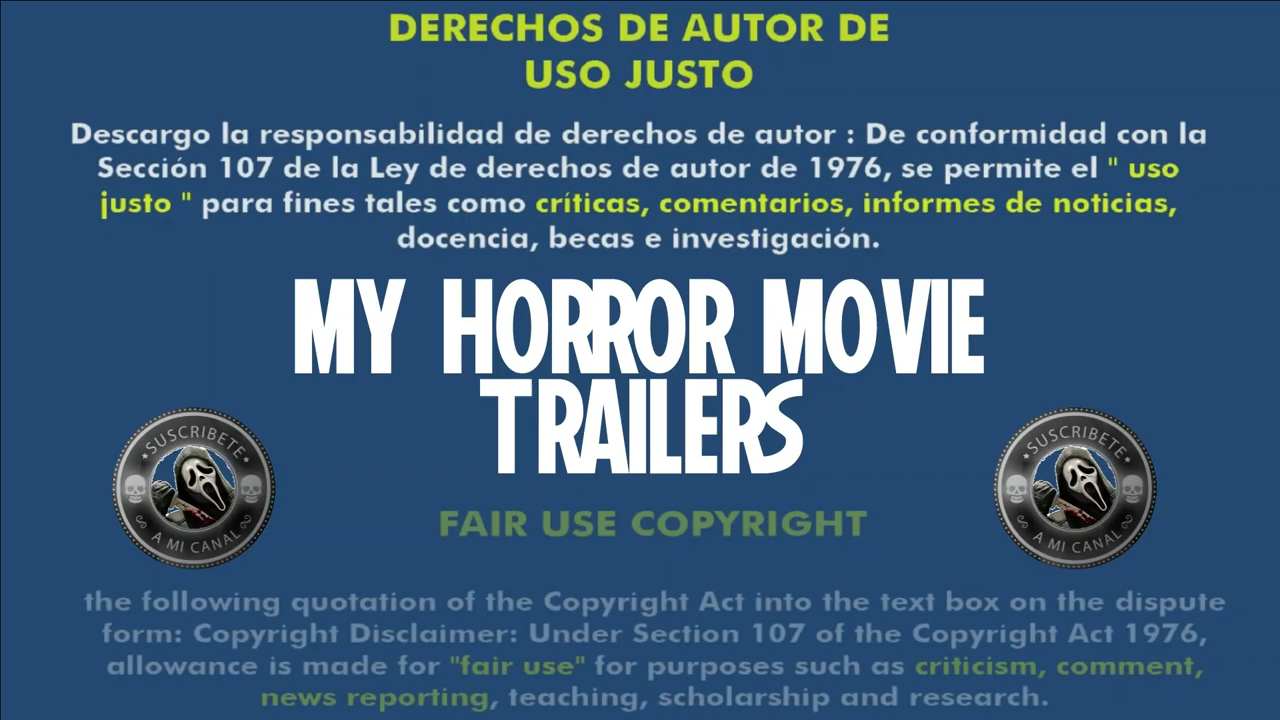 DERECHOS DE AUTOR DE
USO JUSTO
Descargo la responsabilidad de derechos de autor : De conformidad con la
Sección 107 de la Ley de derechos de autor de 1976, se permite el " uso
justo " para fines tales como críticas, comentarios, informes de noticias,
docencia, becas e investigación.
MY HORROR MOVIE
TRAILERS
SUSCRIBETE
A MI CANAL
SUSCRIBETE
A MI CANAL
FAIR USE COPYRIGHT
the following quotation of the Copyright Act into the text box on the dispute
form: Copyright Disclaimer: Under Section 107 of the Copyright Act 1976,
allowance is made for "fair use" for purposes such as criticism, comment,
news reporting, teaching, scholarship and research.